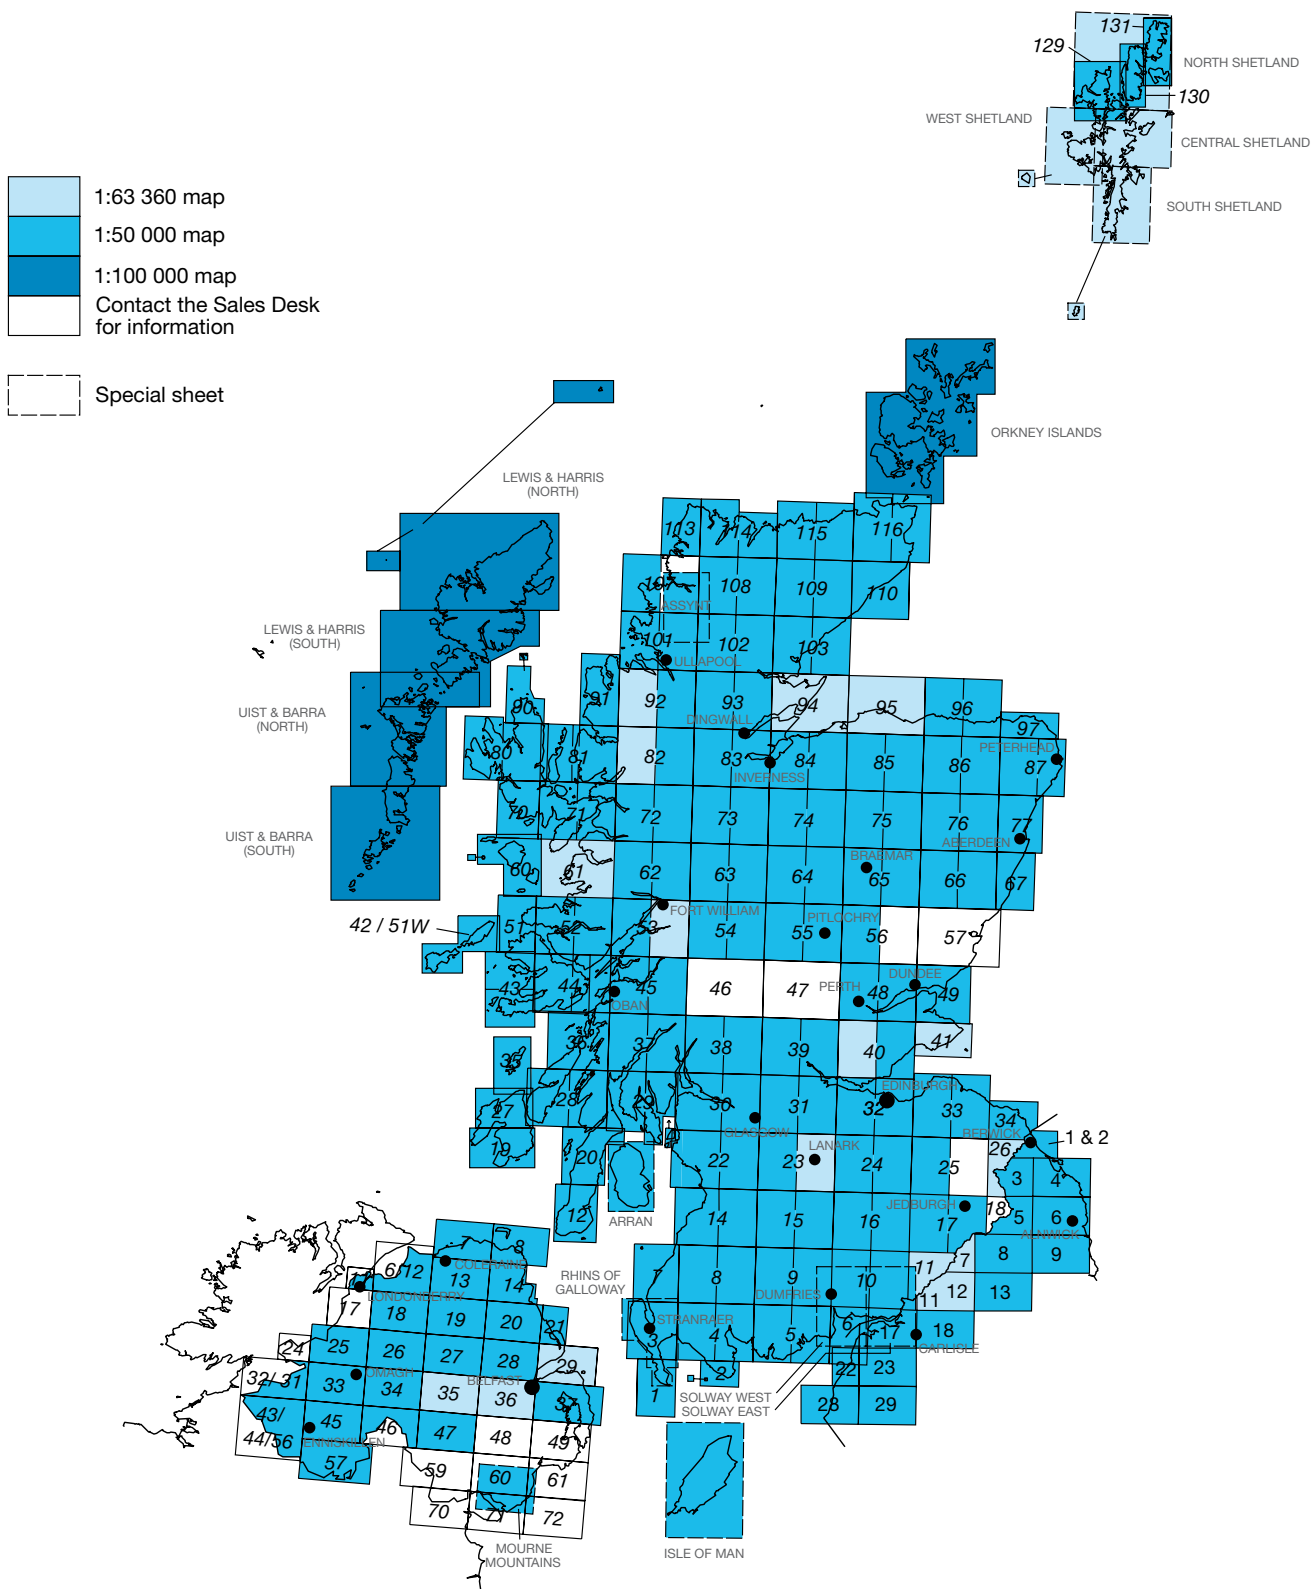 131
129
NORTH SHETLAND
130
WEST SHETLAND
CENTRAL SHETLAND
SOUTH SHETLAND
1:63 360 map
1:50 000 map
1:100 000 map
Contact the Sales Desk
for information
Special sheet
ORKNEY ISLANDS
LEWIS & HARRIS
(NORTH)
LEWIS & HARRIS
(SOUTH)
UIST & BARRA
(NORTH)
UIST & BARRA
(SOUTH)
113 114 115 116
107 108 109 110
ASSYNT
101 102 103
ULLAPOOL
90 91 92 93 94 95 96 97
DINGWALL
PETERHEAD
80 81 82 83 84 85 86 87
INVERNESS
70 71 72 73 74 75 76 77
ABERDEEN
BRAEMAR
60 61 62 63 64 65 66 67
FORT WILLIAM
PITLOCHRY
42 / 51W
51 52 53 54 55 56 57
DUNDEE
PERTH
43 44 45 46 47 48 49
OBAN
35 36 37 38 39 40 41
EDINBURGH
27 28 29 30 31 32 33 34
GLASGOW
BERWICK
1 & 2
LANARK
19 20 22 23 24 25 26 3 4
JEDBURGH
12 14 15 16 17 18 5 6
ALNWICK
ARRAN
7 8
COLERAINE
RHINS OF
GALLOWAY
7 8 9 10 11 7 8 9
DUMFRIES
11 12 13
11 6/12 13 14
LONDONDERRY
STRANRAER
3 4 5 6 17 18
CARLISLE
17 18 19 20 21
24 25 26 27 28 29
OMAGH
BELFAST
1 2 22 23
SOLWAY WEST
SOLWAY EAST
28 29
32/31 33 34 35 36 37
43/
44/56
45 46 47 48 49
ENNISKILLEN
57 59 60 61
70 71 72
MOURNE
MOUNTAINS
ISLE OF MAN